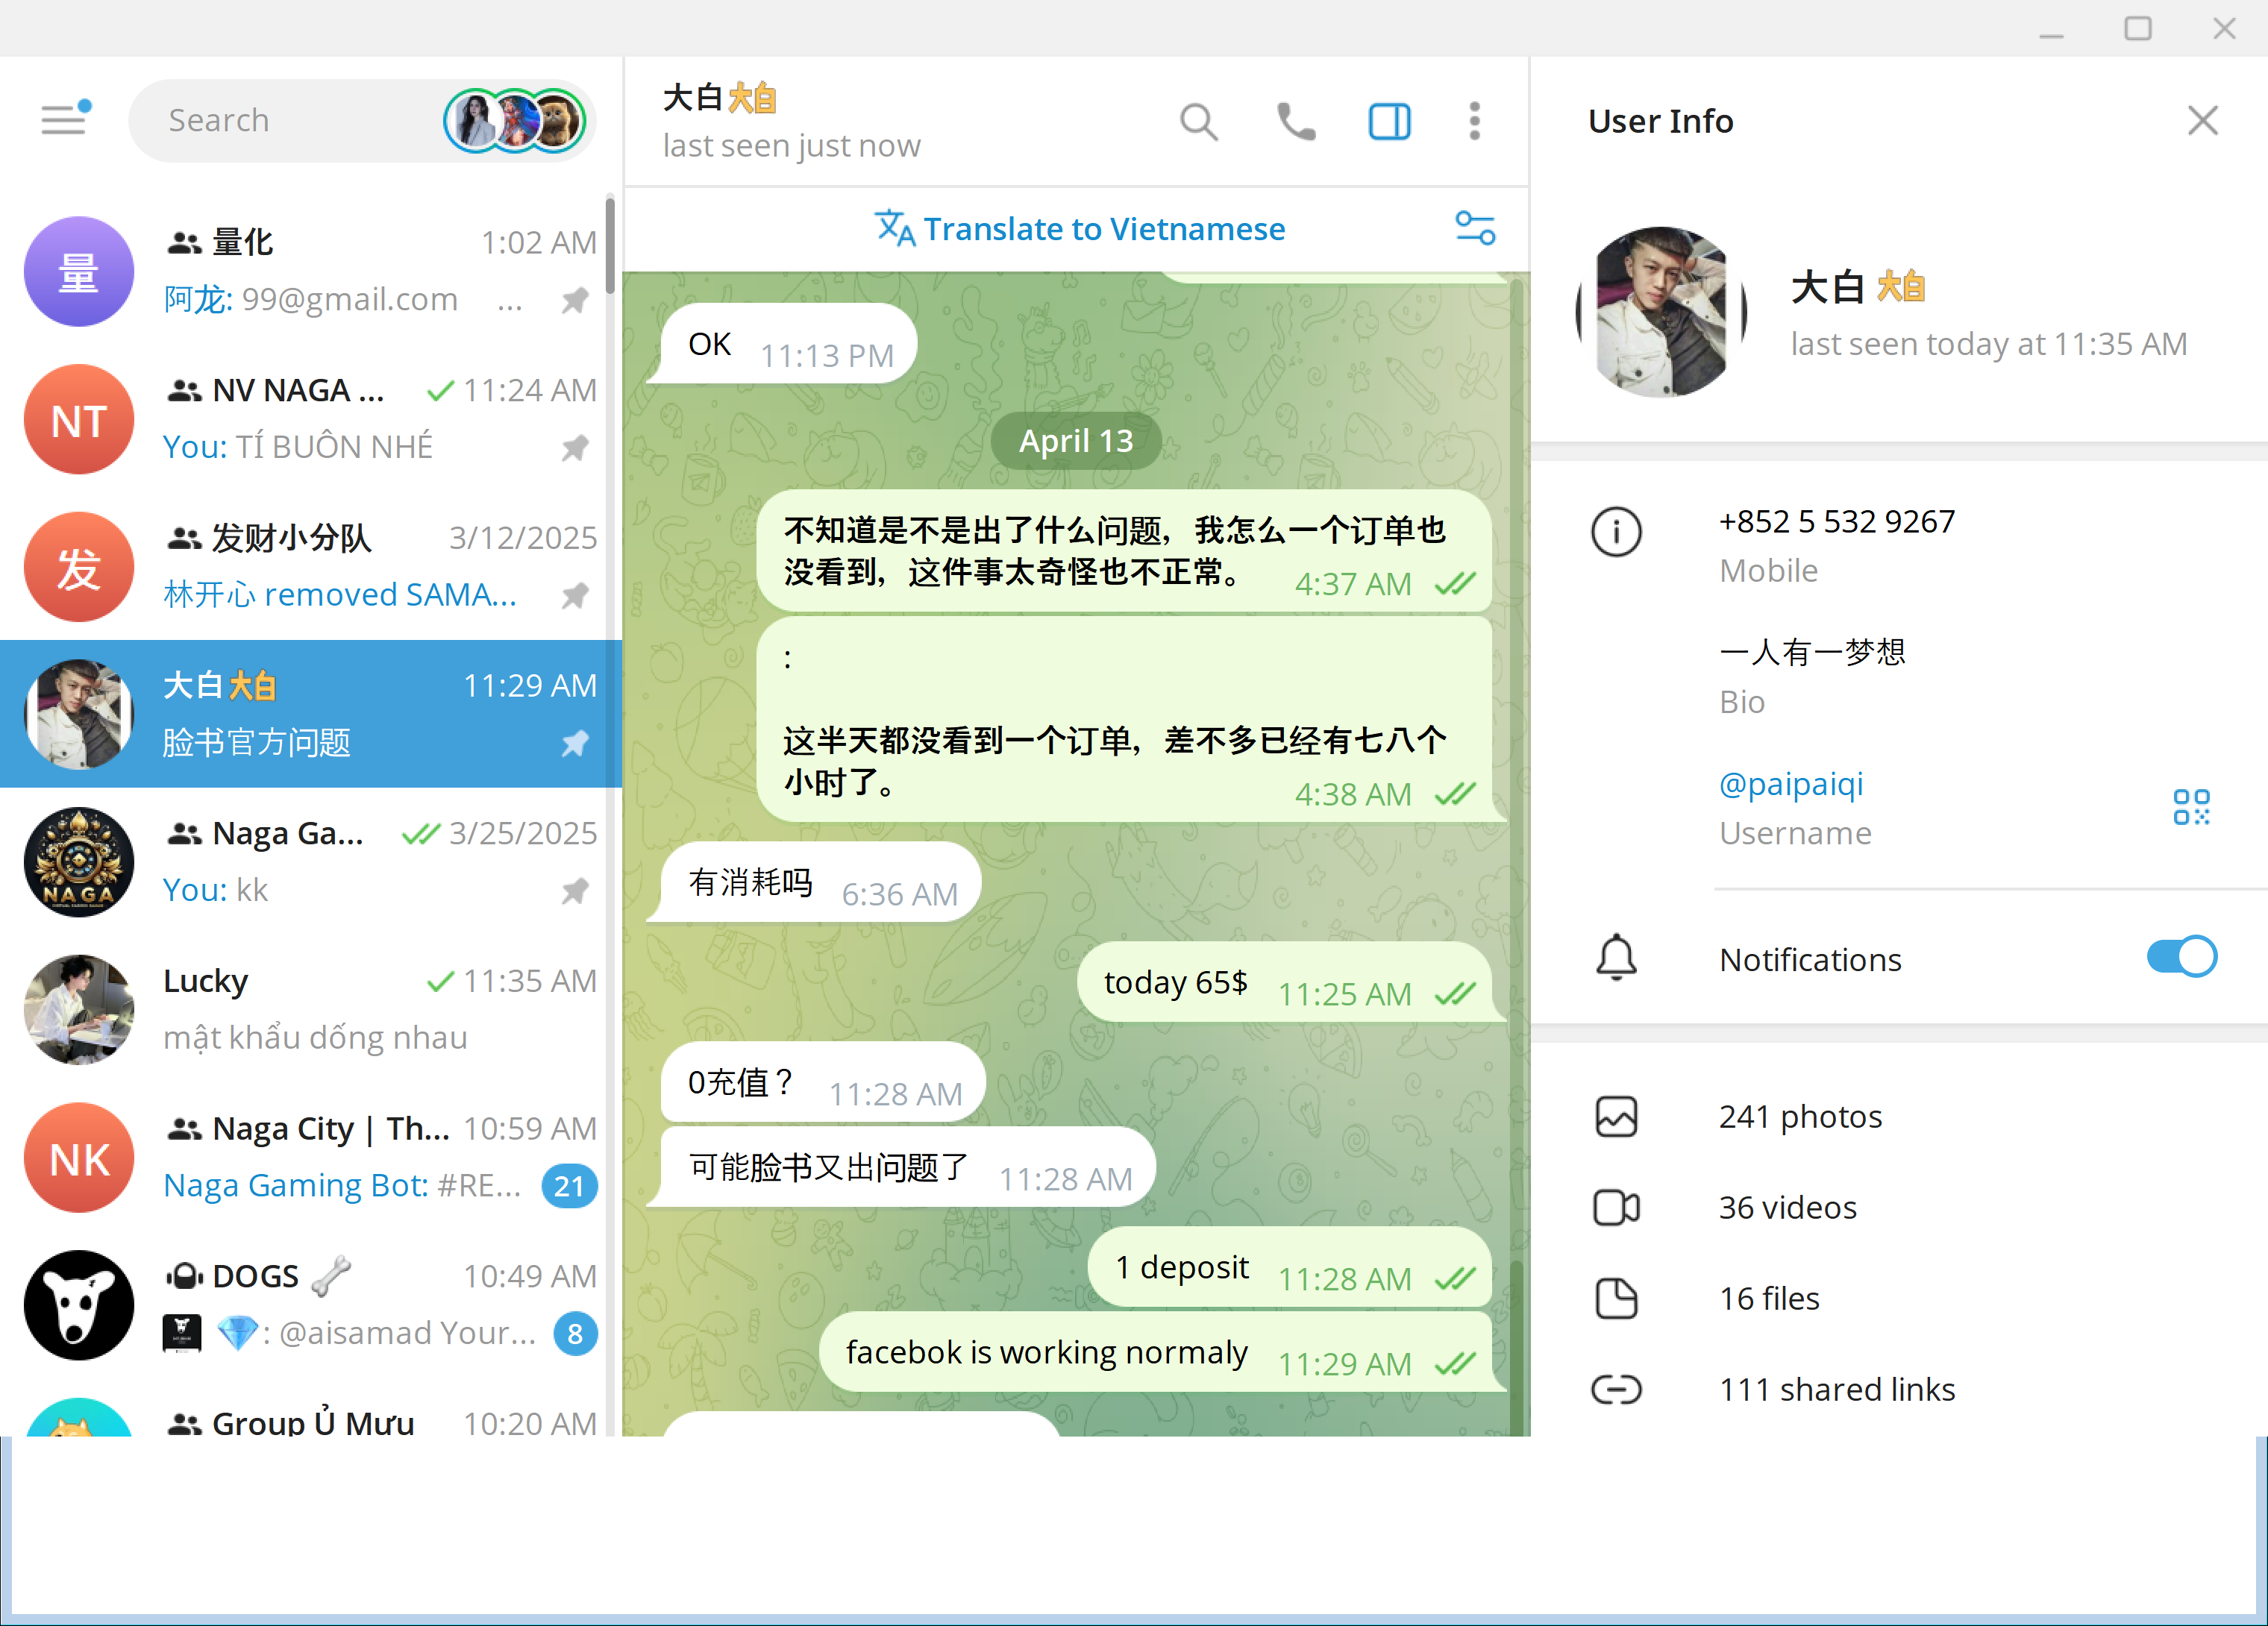 Search
量
量化
1:02 AM
阿龙: 99@gmail.com ...
NT
NV NAGA ...
11:24 AM
You: TÍ BUÔN NHÉ
发
发财小分队
3/12/2025
林开心 removed SAMA...
大白大白
11:29 AM
脸书官方问题
NAGA
Naga Ga...
3/25/2025
You: kk
Lucky
11:35 AM
mật khẩu dống nhau
NK
Naga City | Th...
10:59 AM
Naga Gaming Bot: #RE...
21
DOGS
10:49 AM
: @aisamad Your...
8
Group Ủ Mưu
10:20 AM
大白大白
last seen just now
Translate to Vietnamese
OK 11:13 PM
April 13
不知道是不是出了什么问题，我怎么一个订单也
没看到，这件事太奇怪也不正常。 4:37 AM
:
这半天都没看到一个订单，差不多已经有七八个
小时了。 4:38 AM
有消耗吗 6:36 AM
today 65$ 11:25 AM
0充值？ 11:28 AM
可能脸书又出问题了 11:28 AM
1 deposit 11:28 AM
facebok is working normaly 11:29 AM
User Info
大白 大白
last seen today at 11:35 AM
+852 5 532 9267
Mobile
一人有一梦想
Bio
@paipaiqi
Username
Notifications
241 photos
36 videos
16 files
111 shared links